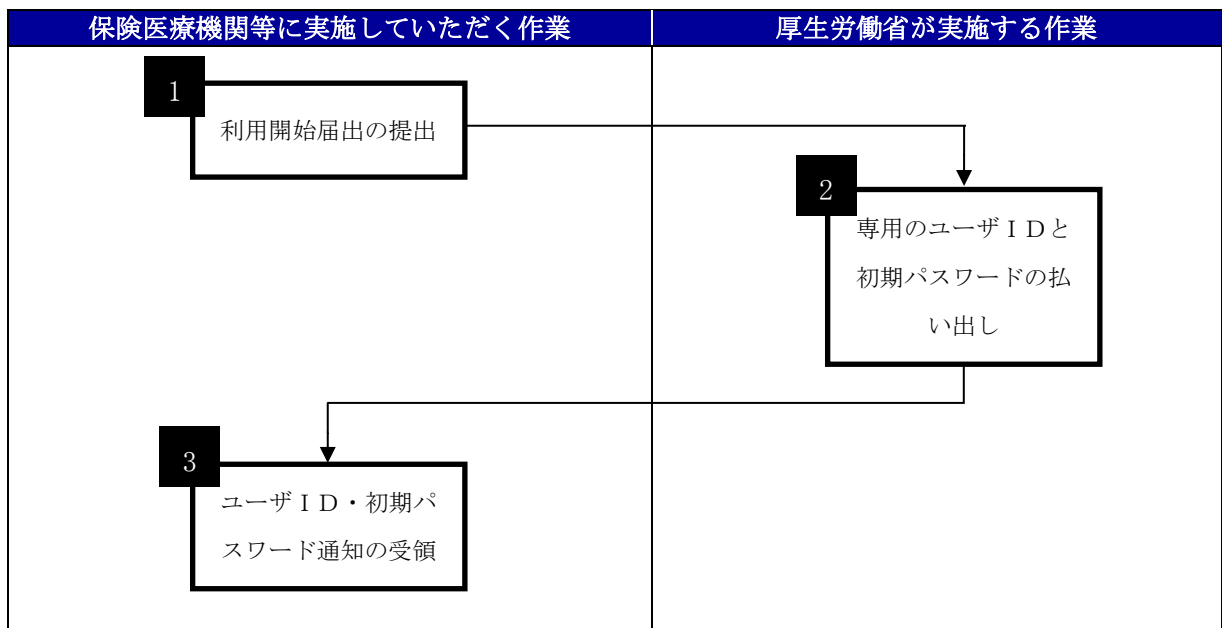 保険医療機関等に実施していただく作業
厚生労働省が実施する作業
1
利用開始届出の提出
2
専用のユーザＩＤと
初期パスワードの払
い出し
3
ユーザＩＤ・初期パ
スワード通知の受領